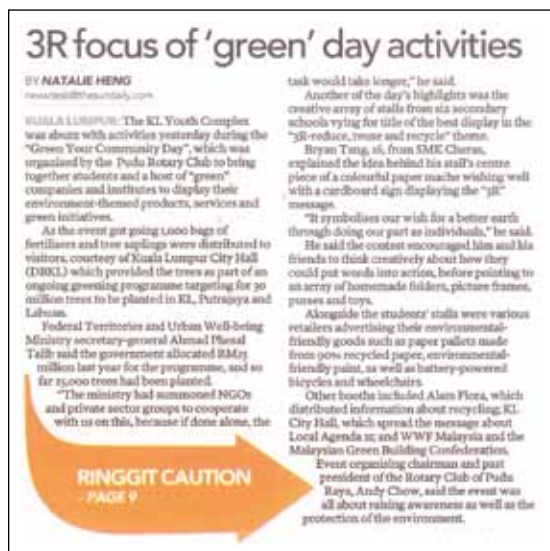 3R focus of 'green' day activities
BY NATALIE HENG
newsdesk@thesundaily.com
KUALA LUMPUR: The KL Youth Complex
was abuzz with activities yesterday during the
"Green Your Community Day", which was
organised by the Pudu Rotary Club to bring
together students and a host of "green"
companies and institutes to display their
environment-themed products, services and
green initiatives.
As the event got going 1,000 bags of
fertilisers and tree saplings were distributed to
visitors, courtesy of Kuala Lumpur City Hall
(DBKL) which provided the trees as part of an
ongoing greening programme targeting for 30
million trees to be planted in KL, Putrajaya and
Labuan.
Federal Territories and Urban Well-being
Ministry secretary-general Ahmad Phesal
Talib said the government allocated RM25
million last year for the programme, and so
far 15,000 trees had been planted.
"The ministry had summoned NGOs
and private sector groups to cooperate
with us on this, because if done alone, the
task would take longer," he said.
Another of the day's highlights was the
creative array of stalls from six secondary
schools vying for title of the best display in the
"3R-reduce, reuse and recycle" theme.
Bryan Tang, 16, from SMK Cheras,
explained the idea behind his stall's centre
piece of a colourful paper mache wishing well
with a cardboard sign displaying the "3R"
message.
"It symbolises our wish for a better earth
through doing our part as individuals," he said.
He said the contest encouraged him and his
friends to think creatively about how they
could put words into action, before pointing to
an array of homemade folders, picture frames,
purses and toys.
Alongside the students' stalls were various
retailers advertising their environmental-
friendly goods such as paper pallets made
from 90% recycled paper, environmental-
friendly paint, as well as battery-powered
bicycles and wheelchairs.
Other booths included Alam Flora, which
distributed information about recycling; KL
City Hall, which spread the message about
Local Agenda 21; and WWF Malaysia and the
Malaysian Green Building Confederation.
Event organising chairman and past
president of the Rotary Club of Pudu
Raya, Andy Chow, said the event was
all about raising awareness as well as the
protection of the environment.
RINGGIT CAUTION
- PAGE 9